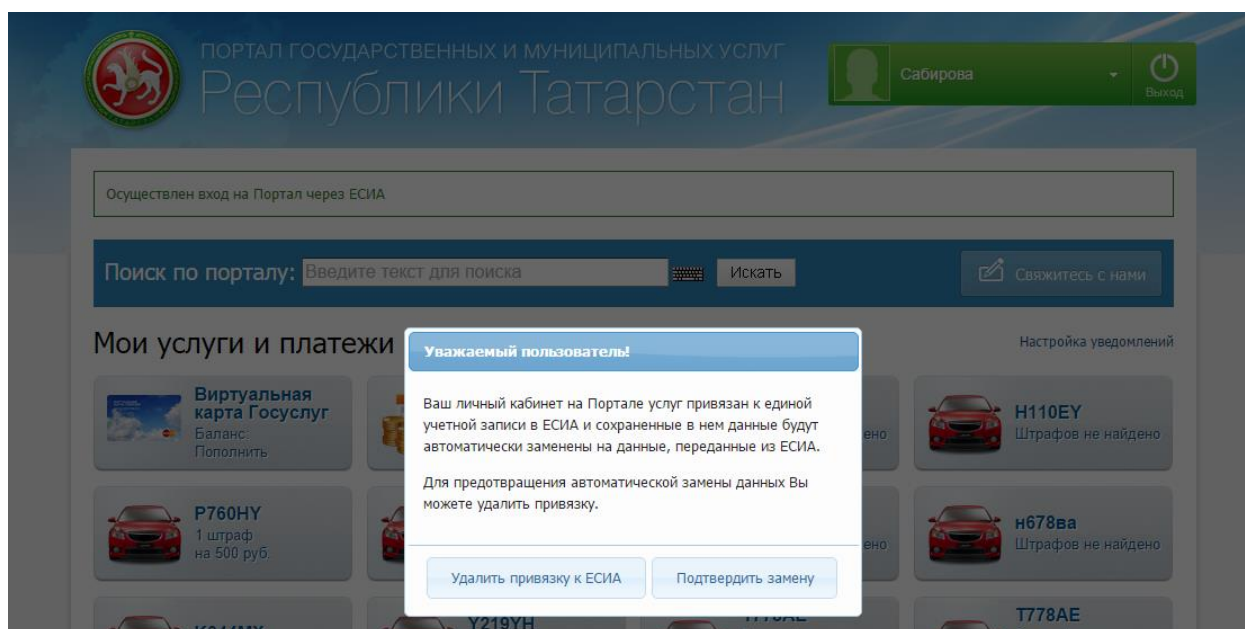 ПОРТАЛ ГОСУДАРСТВЕННЫХ И МУНИЦИПАЛЬНЫХ УСЛУГ
Республики Татарстан
Сабирова
Выход
Осуществлен вход на Портал через ЕСИА
Поиск по порталу: Введите текст для поиска Искать
Свяжитесь с нами
Мои услуги и платежи
Настройка уведомлений
Виртуальная
карта Госуслуг
Баланс:
Пополнить
ено
H110EY
Штрафов не найдено
Уважаемый пользователь!
Ваш личный кабинет на Портале услуг привязан к единой
учетной записи в ЕСИА и сохраненные в нем данные будут
автоматически заменены на данные, переданные из ЕСИА.
Для предотвращения автоматической замены данных Вы
можете удалить привязку.
Удалить привязку к ЕСИА
Подтвердить замену
P760HY
1 штраф
на 500 руб.
ено
н678ва
Штрафов не найдено
Y219YH
T778AE